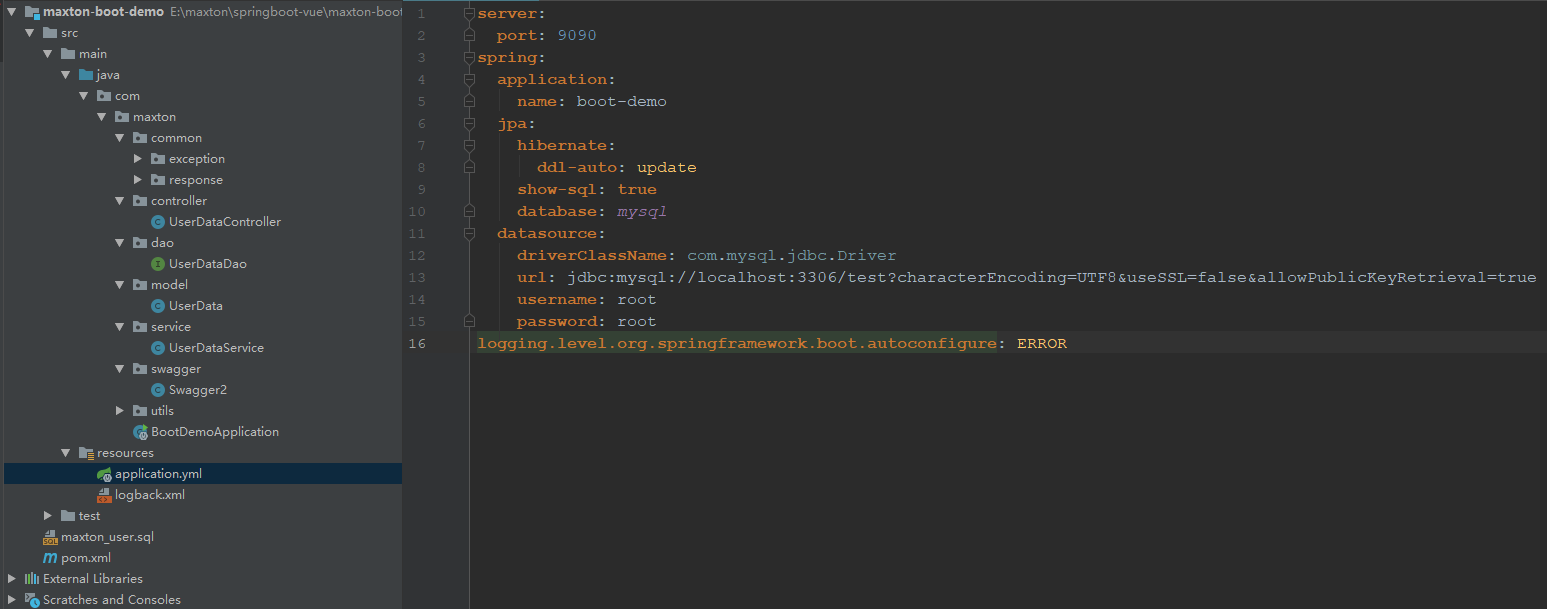 maxton-boot-demo E:\maxton\springboot-vue\maxton-boot
src
main
java
com
maxton
common
exception
response
controller
UserDataController
dao
UserDataDao
model
UserData
service
UserDataService
swagger
Swagger2
utils
BootDemoApplication
resources
application.yml
logback.xml
test
maxton_user.sql
pom.xml
External Libraries
Scratches and Consoles
1 server:
2   port: 9090
3 spring:
4   application:
5     name: boot-demo
6   jpa:
7     hibernate:
8       ddl-auto: update
9     show-sql: true
10     database: mysql
11   datasource:
12     driverClassName: com.mysql.jdbc.Driver
13     url: jdbc:mysql://localhost:3306/test?characterEncoding=UTF8&useSSL=false&allowPublicKeyRetrieval=true
14     username: root
15     password: root
16 logging.level.org.springframework.boot.autoconfigure: ERROR